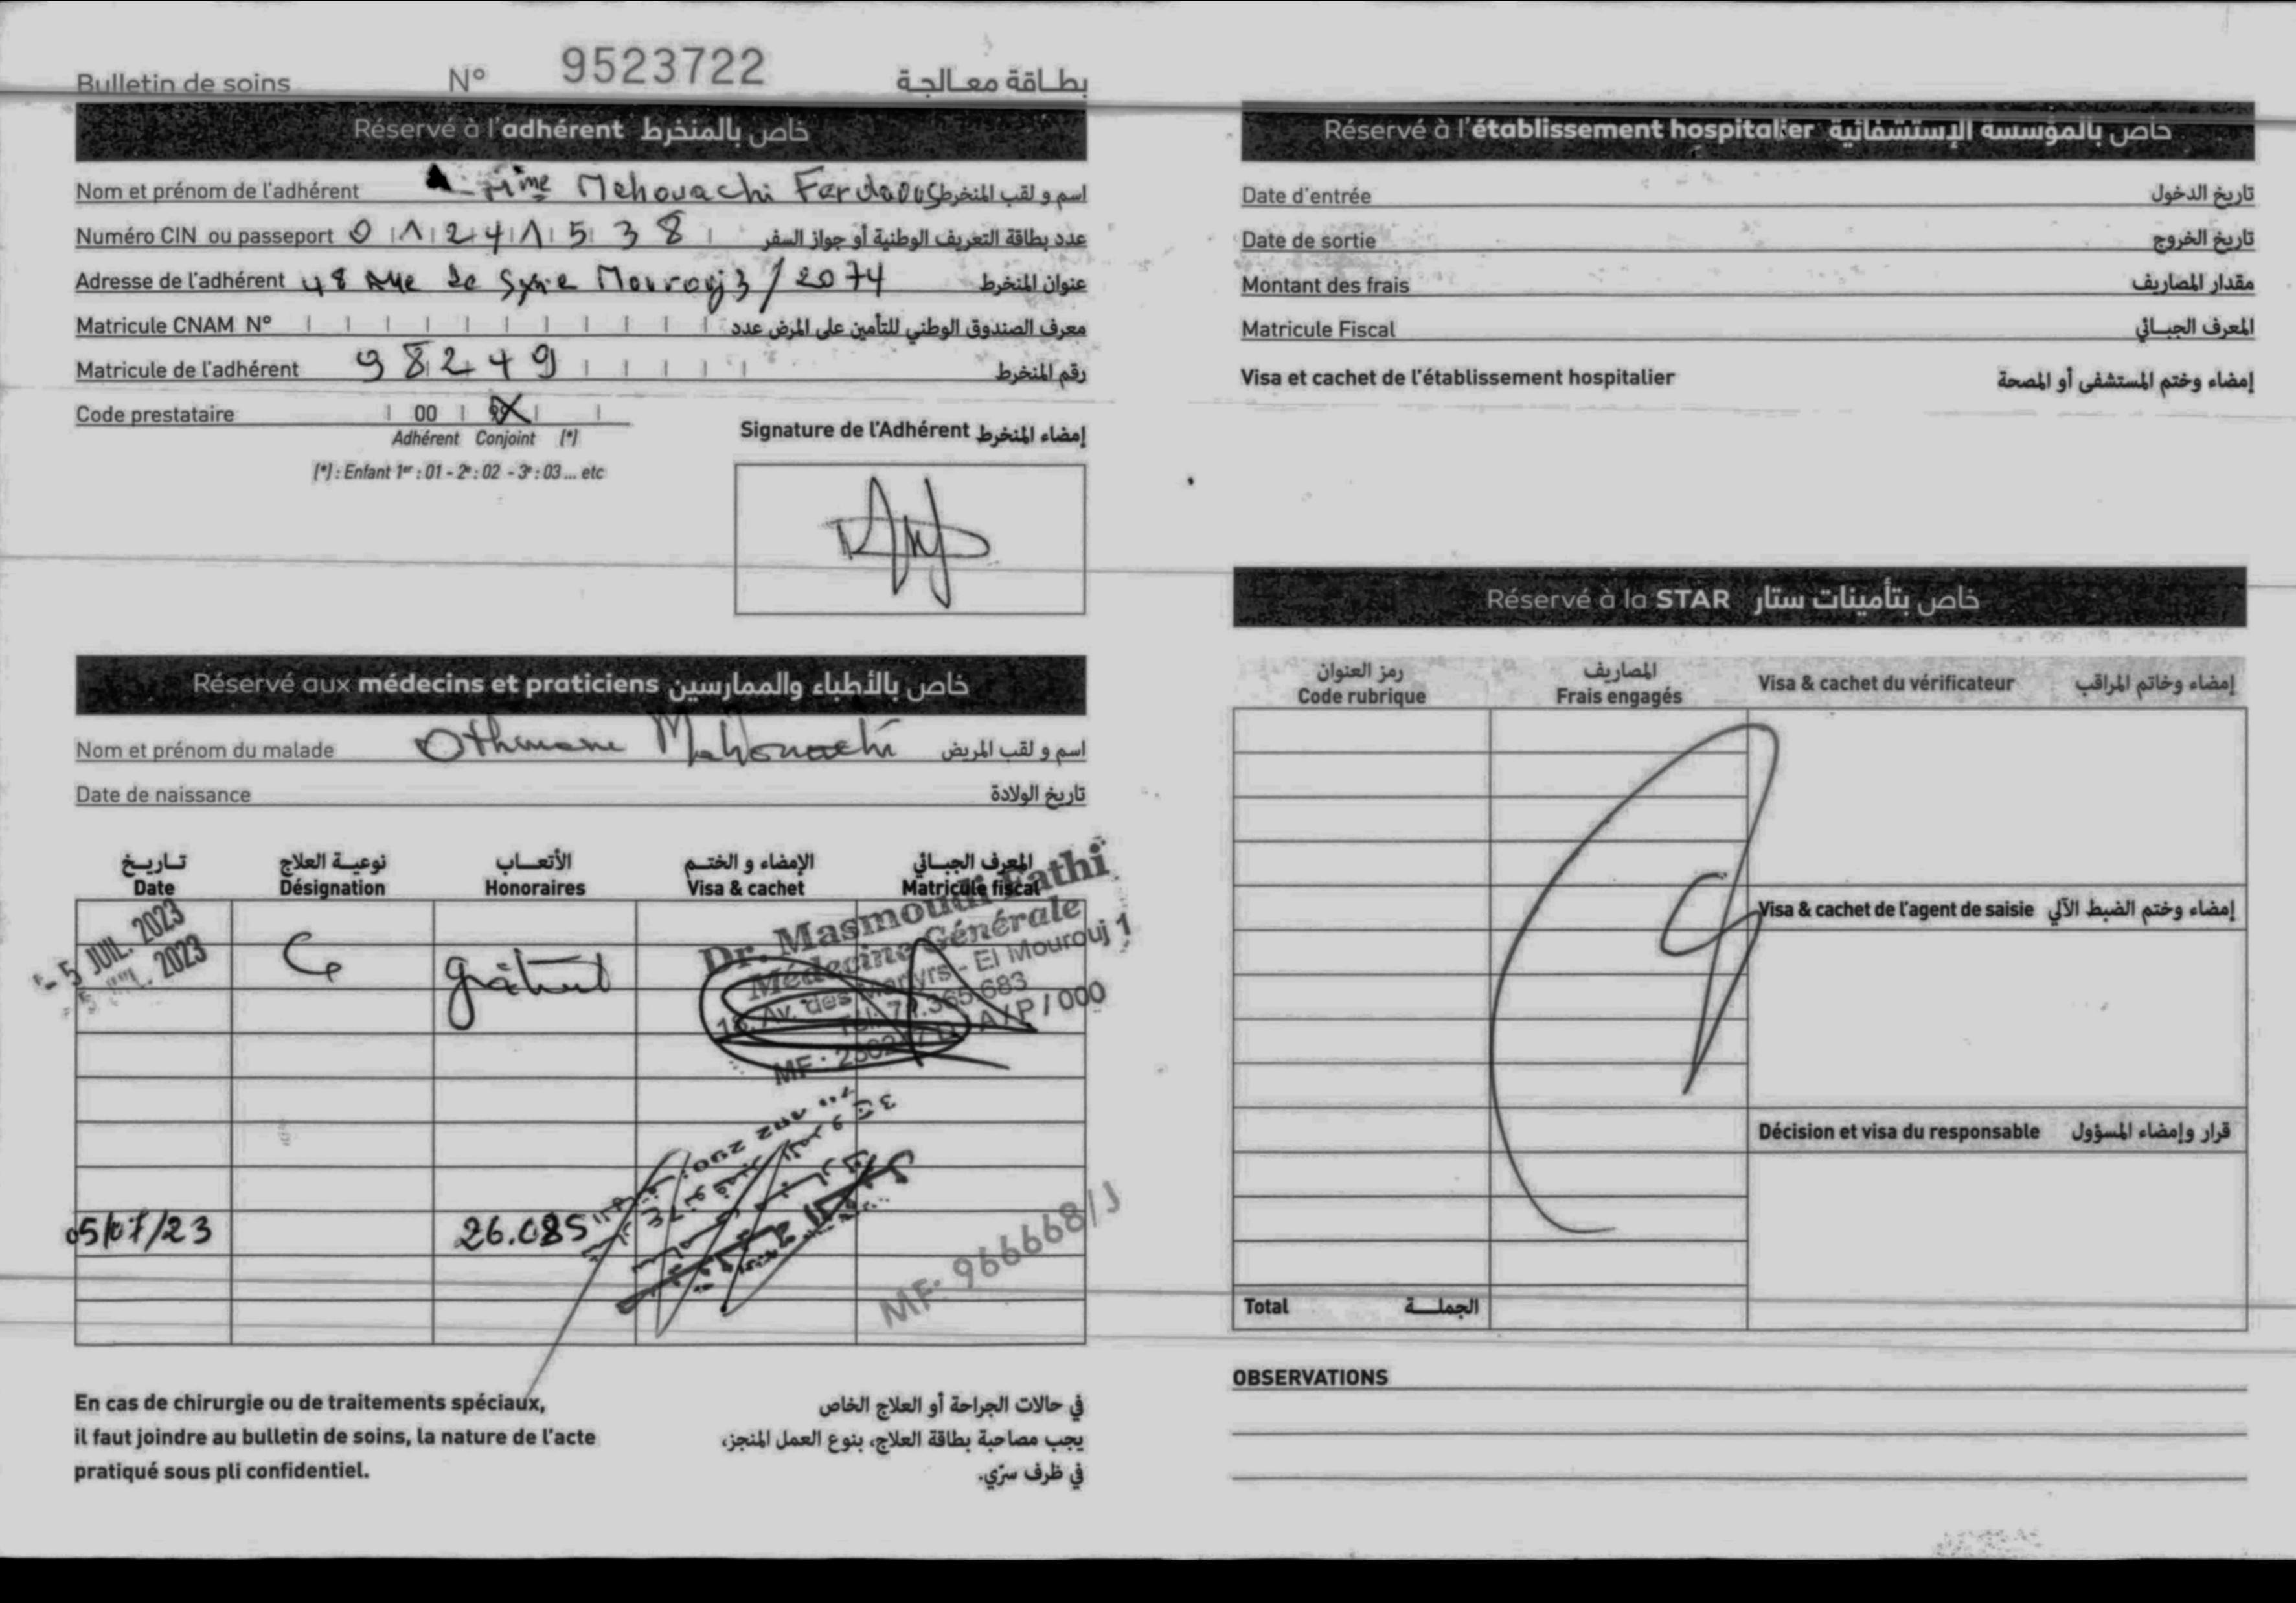 Bulletin de soins N° 9523722 بطاقة معالجة
Réservé à l'adhérent خاص بالمنخرط
Nom et prénom de l'adhérent Mme Mehouachi Ferdaous اسم و لقب المنخرط
Numéro CIN ou passeport 0 1 2 4 1 5 3 8 عدد بطاقة التعريف الوطنية أو جواز السفر
Adresse de l'adhérent 48 Rue de Syrie Mourouj3 / 2074 عنوان المنخرط
Matricule CNAM N° معرف الصندوق الوطني للتأمين على المرض عدد
Matricule de l'adhérent 9 8 2 4 9 رقم المنخرط
Code prestataire 00
Adhérent Conjoint (*)
(*) : Enfant 1er : 01 - 2e : 02 - 3e : 03 ... etc
Signature de l'Adhérent إمضاء المنخرط
Réservé aux médecins et praticiens خاص بالأطباء والممارسين
Nom et prénom du malade Othmane Mehouachi اسم و لقب المريض
Date de naissance تاريخ الولادة
تاريخ نوعية العلاج الأتعاب الإمضاء و الختم المعرف الجبائي
Date Désignation Honoraires Visa & cachet Matricule fiscal
- 5 JUIL. 2023
2023
C
gratuit
Dr. Masmoudi Fathi
Médecine Générale
Av. des Martyrs - El Mourouj 1
A / P / 000
05/07/23 26.085
MF: 966668/J
En cas de chirurgie ou de traitements spéciaux,
il faut joindre au bulletin de soins, la nature de l'acte
pratiqué sous pli confidentiel.
في حالات الجراحة أو العلاج الخاص
يجب مصاحبة بطاقة العلاج، بنوع العمل المنجز،
في ظرف سرّي.
Réservé à l'établissement hospitalier خاص بالمؤسسة الإستشفائية
Date d'entrée تاريخ الدخول
Date de sortie تاريخ الخروج
Montant des frais مقدار المصاريف
Matricule Fiscal المعرف الجبائي
Visa et cachet de l'établissement hospitalier إمضاء وختم المستشفى أو المصحة
Réservé à la STAR خاص بتأمينات ستار
رمز العنوان المصاريف
Code rubrique Frais engagés Visa & cachet du vérificateur إمضاء وخاتم المراقب
Visa & cachet de l'agent de saisie إمضاء وختم الضبط الآلي
Décision et visa du responsable قرار وإمضاء المسؤول
Total الجملة
OBSERVATIONS